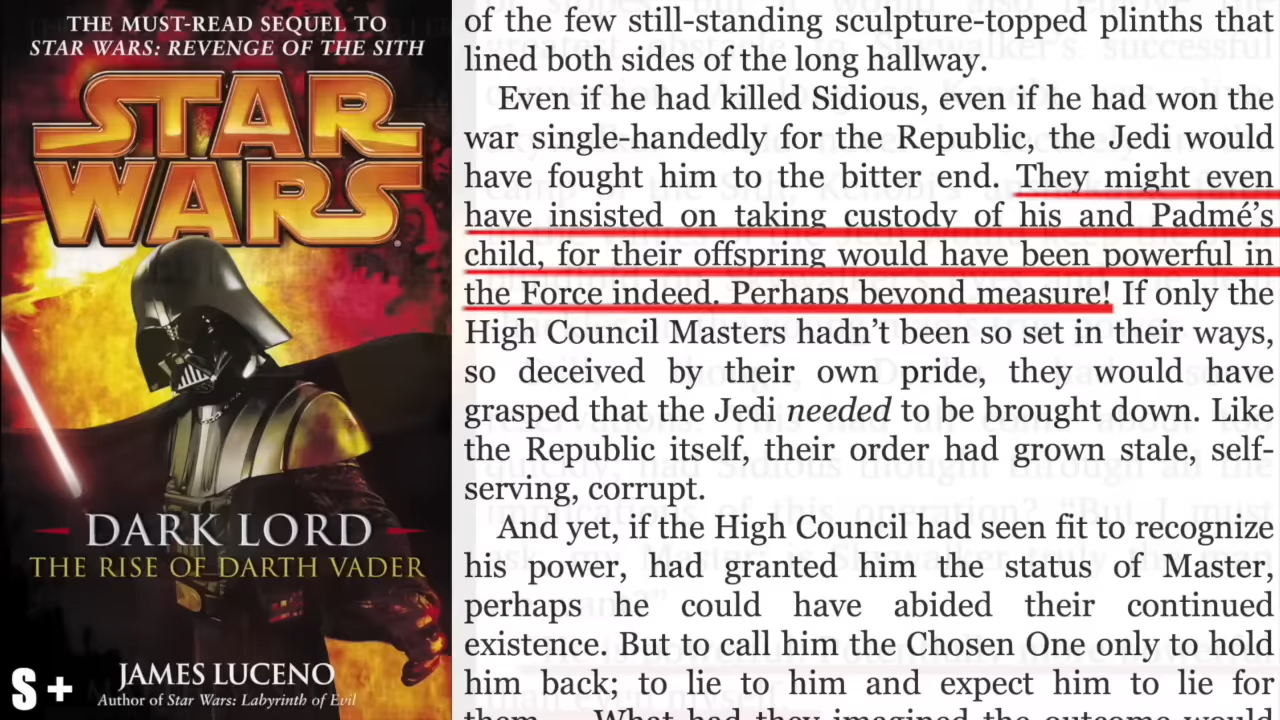 THE MUST-READ SEQUEL TO
STAR WARS: REVENGE OF THE SITH
STAR
WARS
DARK LORD
THE RISE OF DARTH VADER
JAMES LUCENO
Author of Star Wars: Labyrinth of Evil
S+
of the few still-standing sculpture-topped plinths that
lined both sides of the long hallway.
Even if he had killed Sidious, even if he had won the
war single-handedly for the Republic, the Jedi would
have fought him to the bitter end. They might even
have insisted on taking custody of his and Padmé's
child, for their offspring would have been powerful in
the Force indeed. Perhaps beyond measure! If only the
High Council Masters hadn't been so set in their ways,
so deceived by their own pride, they would have
grasped that the Jedi needed to be brought down. Like
the Republic itself, their order had grown stale, self-
serving, corrupt.
And yet, if the High Council had seen fit to recognize
his power, had granted him the status of Master,
perhaps he could have abided their continued
existence. But to call him the Chosen One only to hold
him back; to lie to him and expect him to lie for
them.... What had they imagined the outcome would